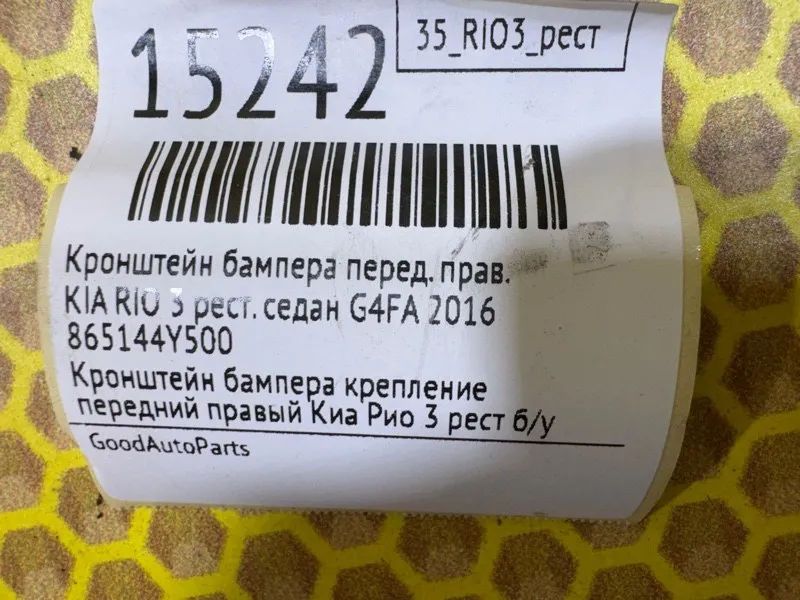 15242
35_RIO3_рест
Кронштейн бампера перед. прав.
KIA RIO 3 рест. седан G4FA 2016
865144Y500
Кронштейн бампера крепление
передний правый Киа Рио 3 рест б/у
GoodAutoParts